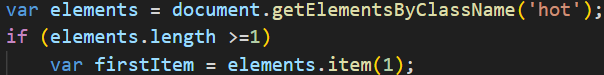 var elements = document.getElementsByClassName('hot');
if (elements.length >=1)
    var firstItem = elements.item(1);